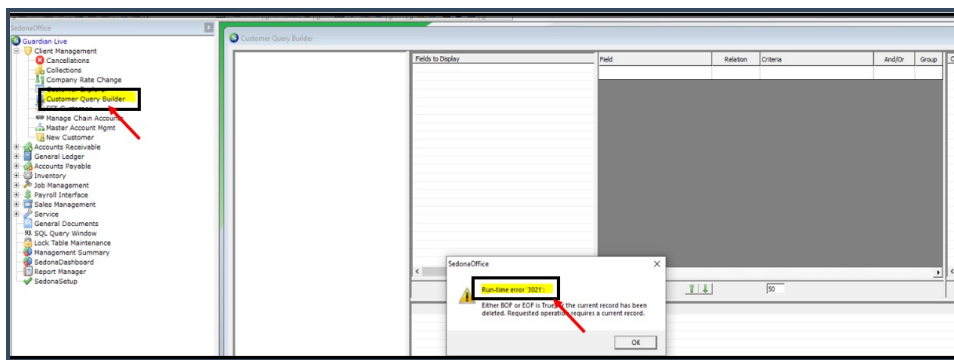 SedonaOffice
Guardian Live
Client Management
Cancellations
Collections
Company Rate Change
Customer Explorer
Customer Query Builder
EFT Customer
Manage Chain Accounts
Master Account Mgmt
New Customer
Accounts Receivable
General Ledger
Accounts Payable
Inventory
Job Management
Payroll Interface
Sales Management
Service
General Documents
SQL Query Window
Lock Table Maintenance
Management Summary
SedonaDashboard
Report Manager
SedonaSetup
Customer Query Builder
Fields to Display
Field Relation Criteria And/Or Group
50
SedonaOffice
Run-time error '3021':
Either BOF or EOF is True, or the current record has been
deleted. Requested operation requires a current record.
OK